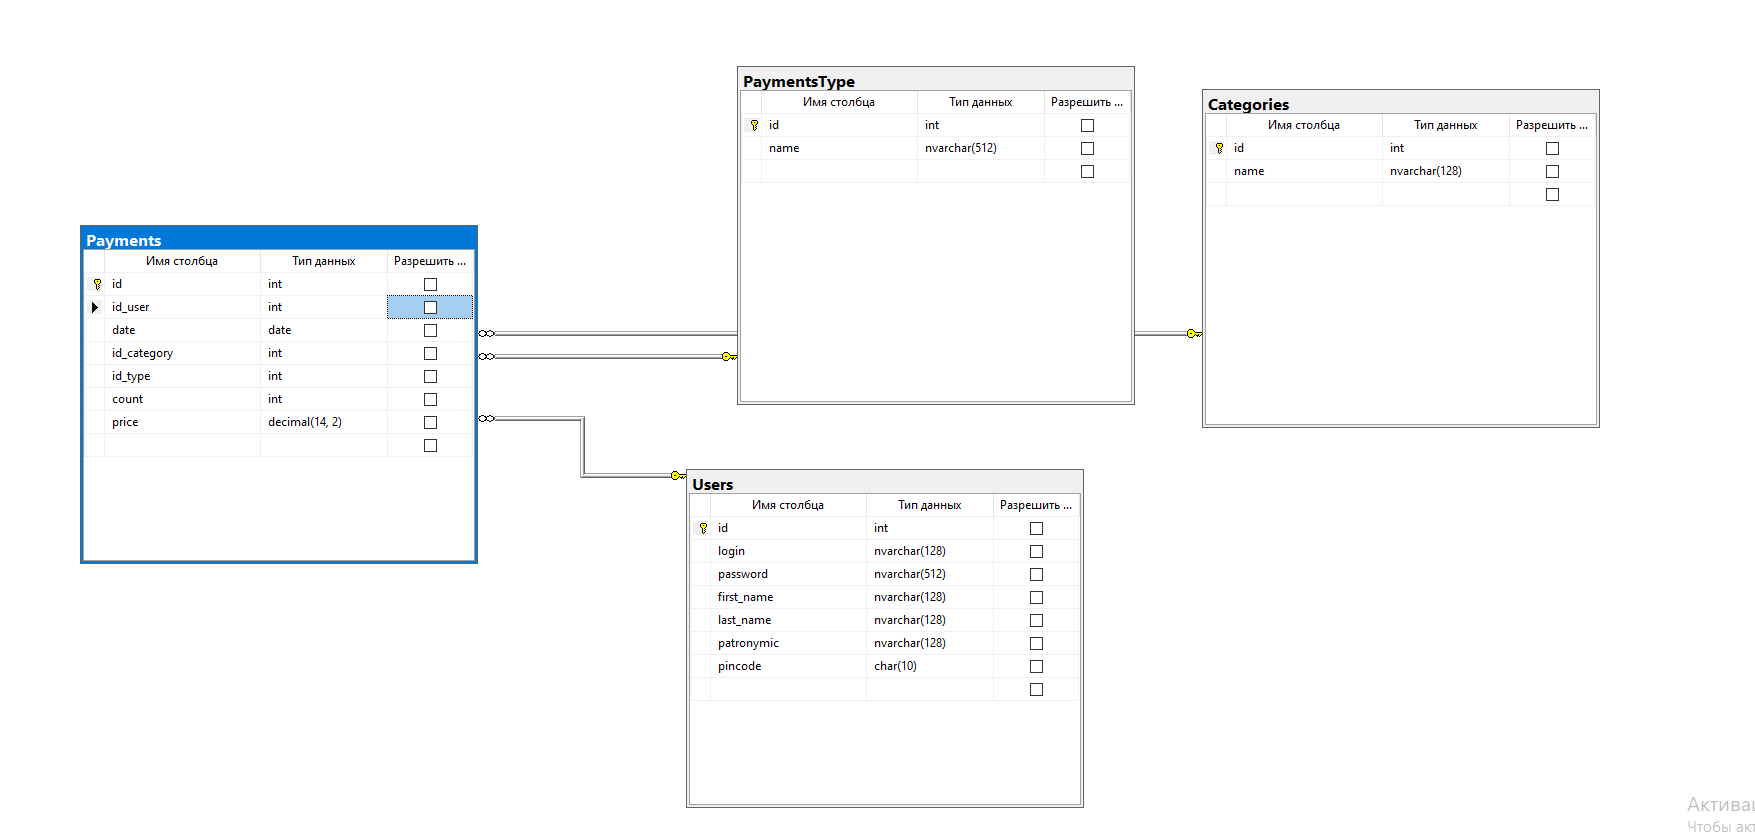 PaymentsType
Имя столбца Тип данных Разрешить ...
id int
name nvarchar(512)
Categories
Имя столбца Тип данных Разрешить ...
id int
name nvarchar(128)
Payments
Имя столбца Тип данных Разрешить ...
id int
id_user int
date date
id_category int
id_type int
count int
price decimal(14, 2)
Users
Имя столбца Тип данных Разрешить ...
id int
login nvarchar(128)
password nvarchar(512)
first_name nvarchar(128)
last_name nvarchar(128)
patronymic nvarchar(128)
pincode char(10)
Чтобы